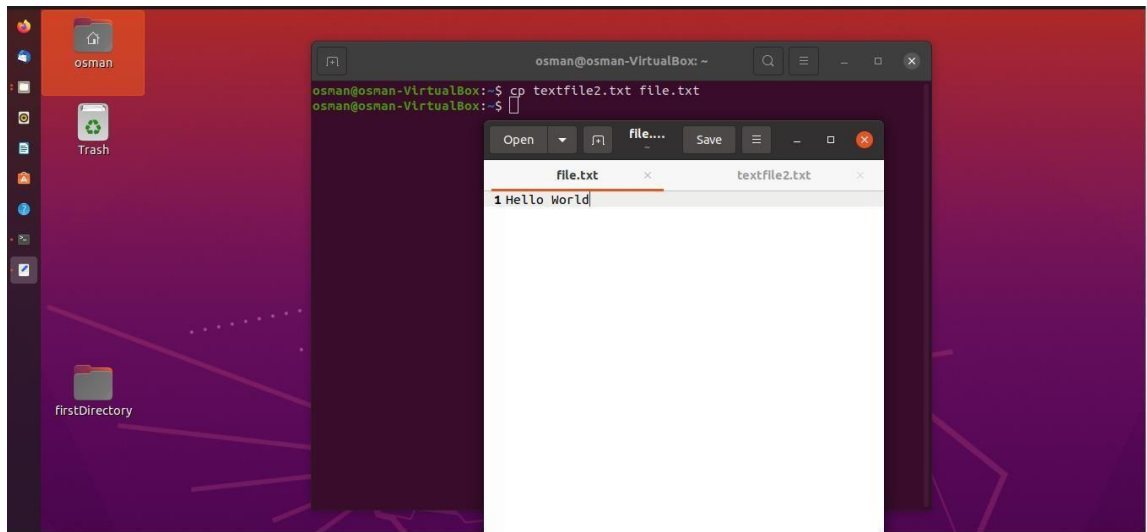 osman
Trash
firstDirectory
osman@osman-VirtualBox: ~
osman@osman-VirtualBox:~$ cp textfile2.txt file.txt
osman@osman-VirtualBox:~$
Open
file....
~
Save
file.txt
textfile2.txt
1 Hello World